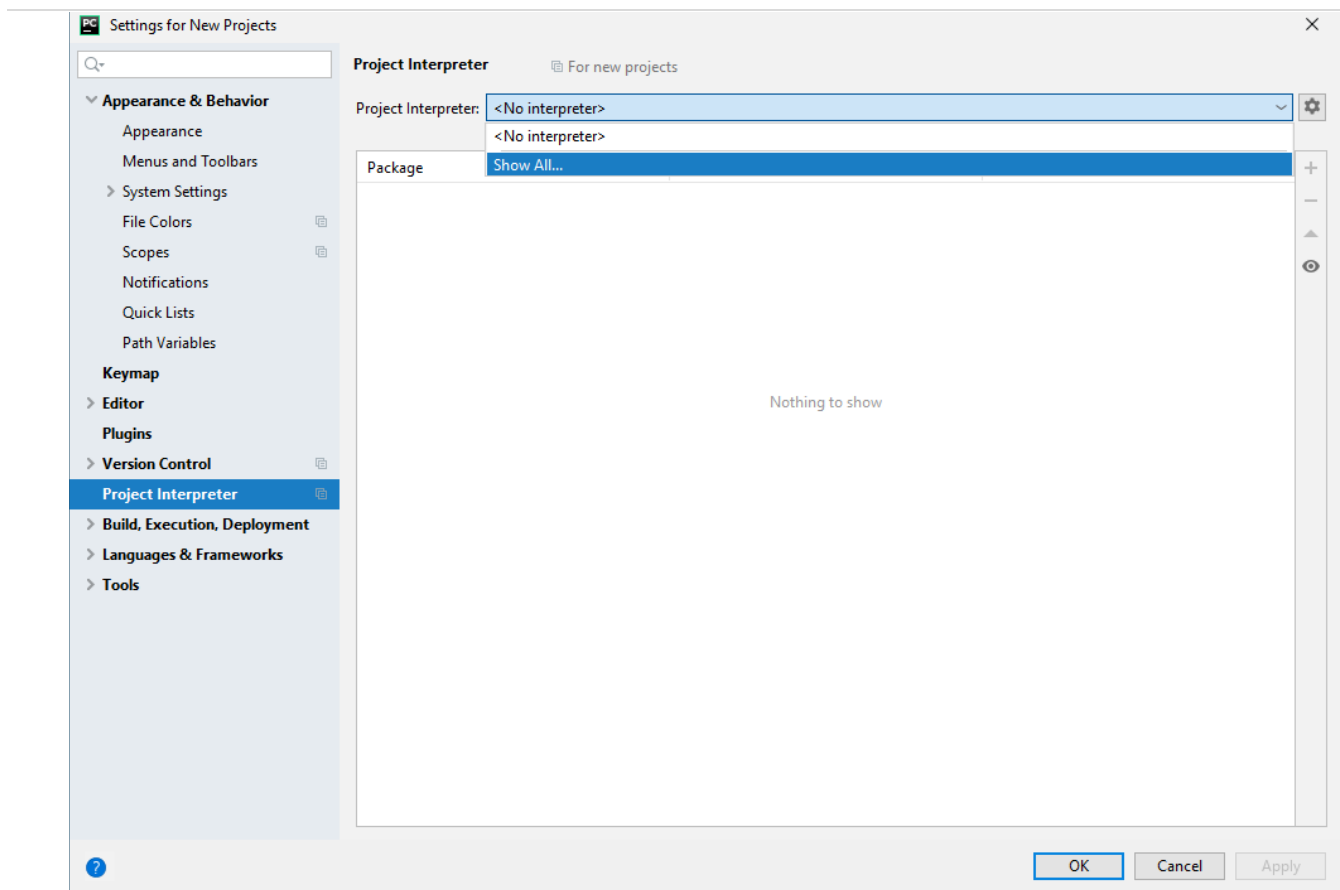 PC Settings for New Projects
Project Interpreter
For new projects
Appearance & Behavior
Appearance
Menus and Toolbars
System Settings
File Colors
Scopes
Notifications
Quick Lists
Path Variables
Keymap
Editor
Plugins
Version Control
Project Interpreter
Build, Execution, Deployment
Languages & Frameworks
Tools
Project Interpreter: <No interpreter>
<No interpreter>
Show All...
Package
Nothing to show
?
OK Cancel Apply